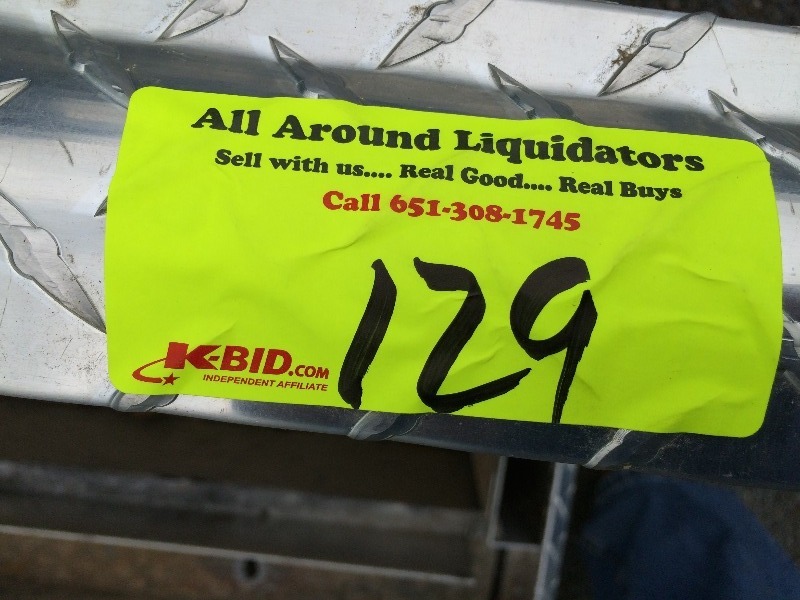 All Around Liquidators
Sell with us.... Real Good.... Real Buys
Call 651-308-1745
129
K-BID.COM
INDEPENDENT AFFILIATE